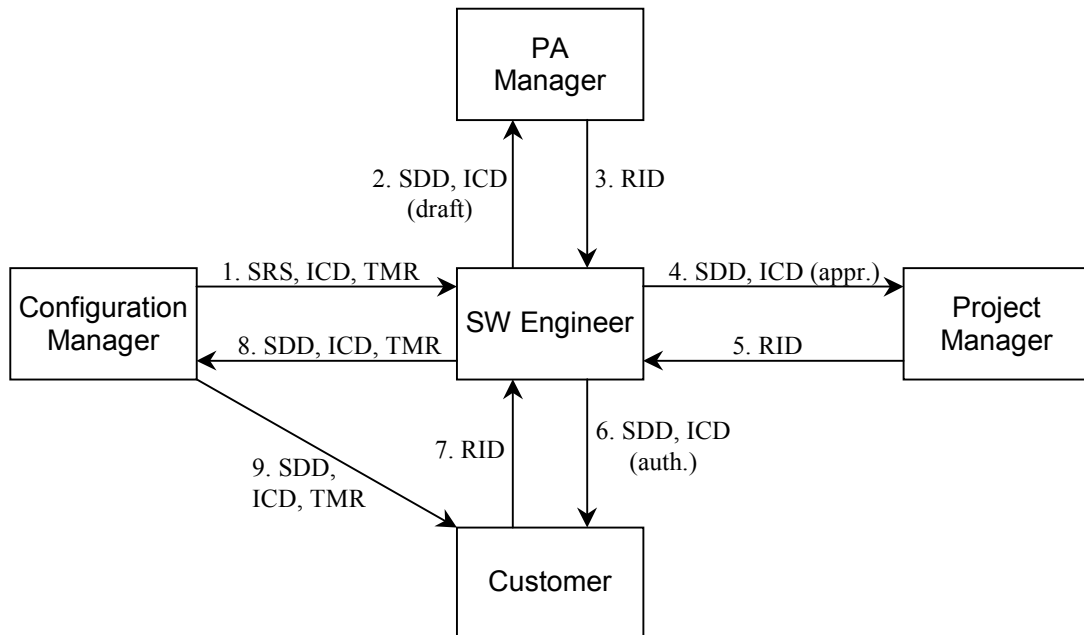 PA
Manager
2. SDD, ICD
(draft)
3. RID
1. SRS, ICD, TMR
4. SDD, ICD (appr.)
Configuration
Manager
SW Engineer
Project
Manager
8. SDD, ICD, TMR
5. RID
7. RID
6. SDD, ICD
(auth.)
9. SDD,
ICD, TMR
Customer